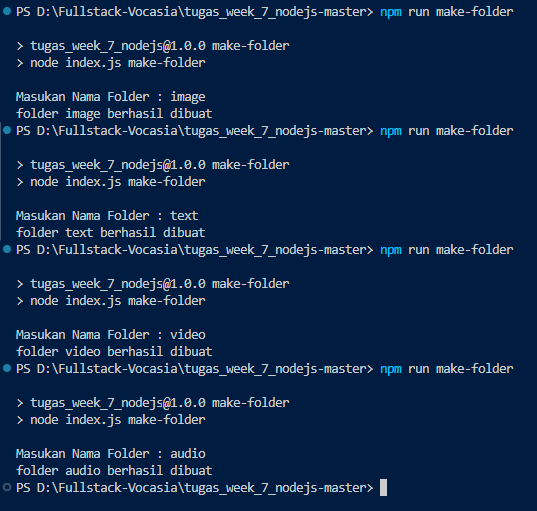 PS D:\Fullstack-Vocasia\tugas_week_7_nodejs-master> npm run make-folder
> tugas_week_7_nodejs@1.0.0 make-folder
> node index.js make-folder
Masukan Nama Folder : image
folder image berhasil dibuat
PS D:\Fullstack-Vocasia\tugas_week_7_nodejs-master> npm run make-folder
> tugas_week_7_nodejs@1.0.0 make-folder
> node index.js make-folder
Masukan Nama Folder : text
folder text berhasil dibuat
PS D:\Fullstack-Vocasia\tugas_week_7_nodejs-master> npm run make-folder
> tugas_week_7_nodejs@1.0.0 make-folder
> node index.js make-folder
Masukan Nama Folder : video
folder video berhasil dibuat
PS D:\Fullstack-Vocasia\tugas_week_7_nodejs-master> npm run make-folder
> tugas_week_7_nodejs@1.0.0 make-folder
> node index.js make-folder
Masukan Nama Folder : audio
folder audio berhasil dibuat
PS D:\Fullstack-Vocasia\tugas_week_7_nodejs-master>